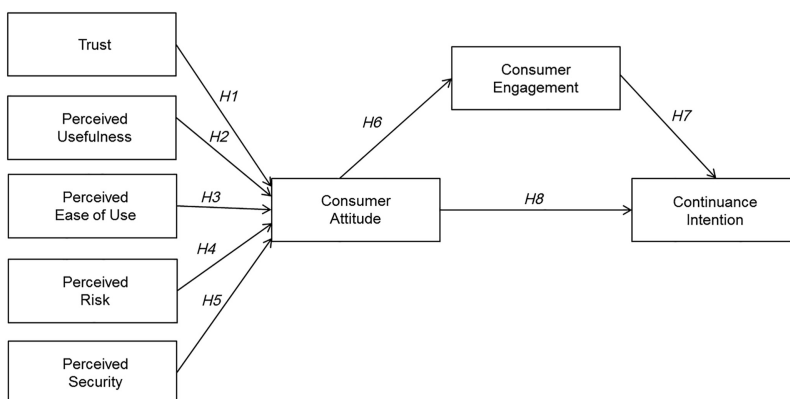 Trust
H1
Perceived
Usefulness
H2
Perceived
Ease of Use
H3
Perceived
Risk
H4
Perceived
Security
H5
Consumer
Attitude
H6
Consumer
Engagement
H7
H8
Continuance
Intention